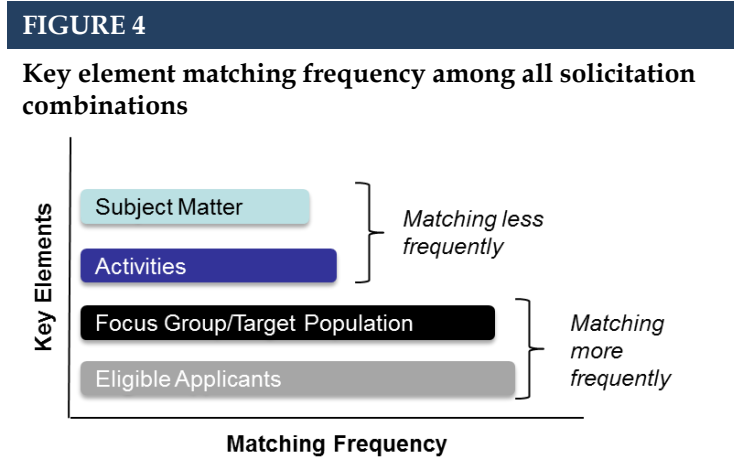 FIGURE 4
Key element matching frequency among all solicitation
combinations
Key Elements
Subject Matter
Activities
Matching less
frequently
Focus Group/Target Population
Eligible Applicants
Matching
more
frequently
Matching Frequency